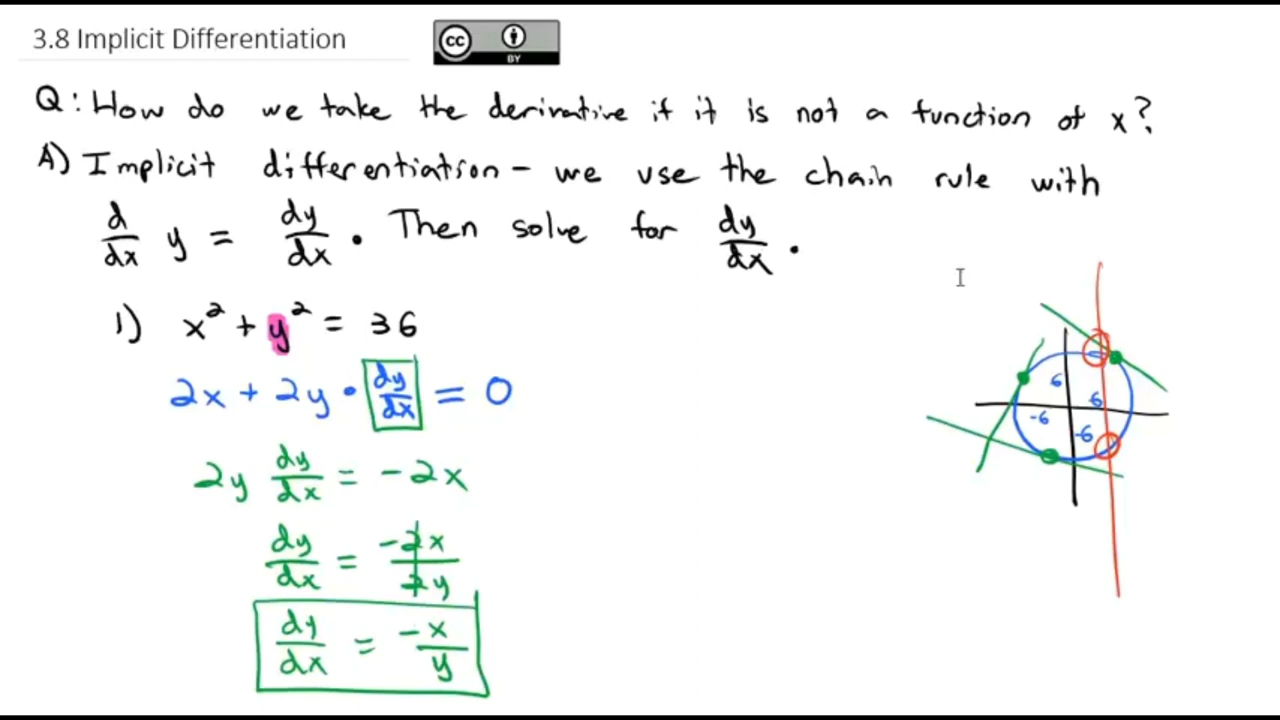 3.8 Implicit Differentiation
cc BY
Q: How do we take the derivative if it is not a function of x?
A) Implicit differentiation – we use the chain rule with
d/dx y = dy/dx . Then solve for dy/dx .
1) x² + y² = 36
2x + 2y · dy/dx = 0
2y dy/dx = -2x
dy/dx = -2x/2y
dy/dx = -x/y
6
6
-6
-6